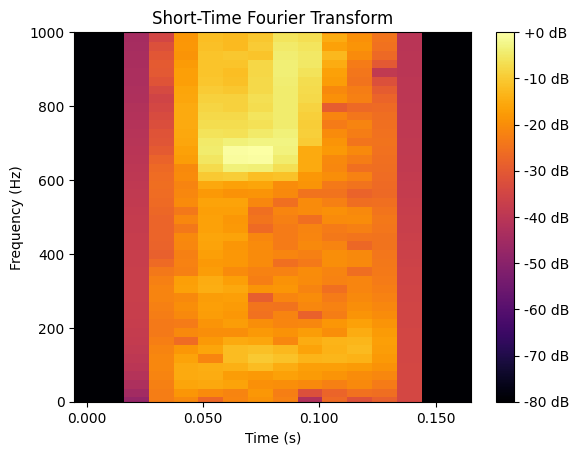 Short-Time Fourier Transform
1000
800
600
400
200
0
Frequency (Hz)
0.000
0.050
0.100
0.150
Time (s)
+0 dB
-10 dB
-20 dB
-30 dB
-40 dB
-50 dB
-60 dB
-70 dB
-80 dB